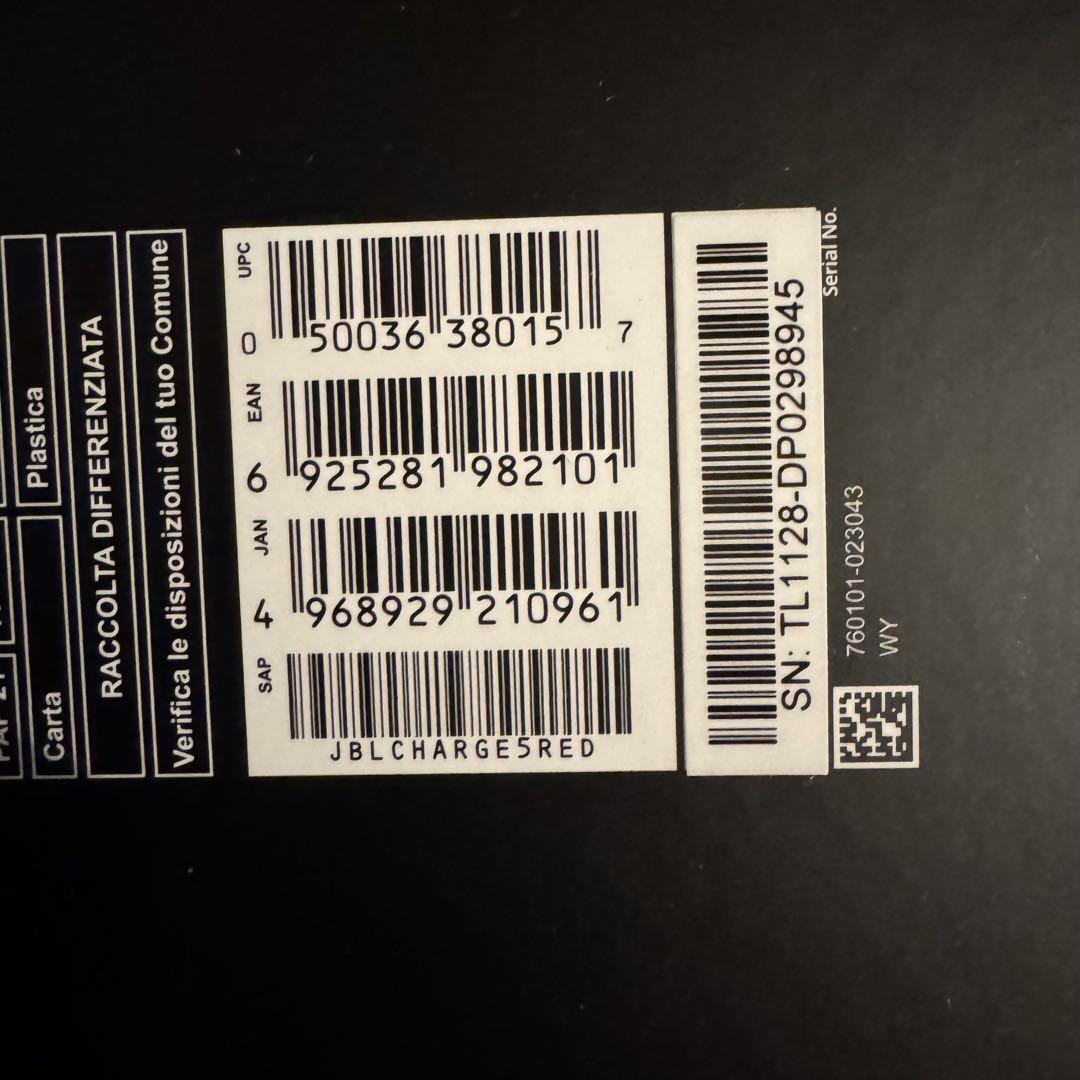 Plastica
Carta
RACCOLTA DIFFERENZIATA
Verifica le disposizioni del tuo Comune
UPC
0 50036 38015 7
EAN
6 925281 982101
JAN
4 968929 210961
SAP
JBLCHARGE5RED
SN: TL1128-DP0298945
Serial No.
760101-023043
WY